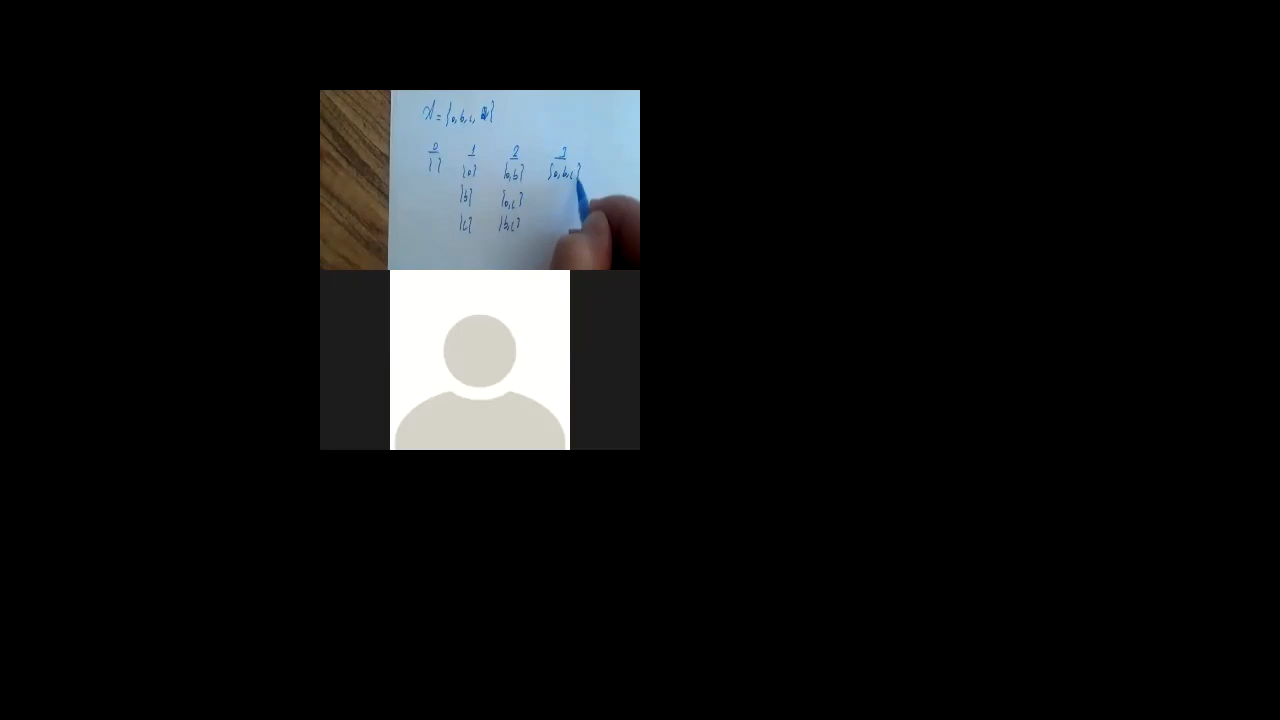 A = {a, b, c, }
0 1 2 3
{ } {a} {a,b} {a,b,c}
{b} {a,c}
{c} {b,c}